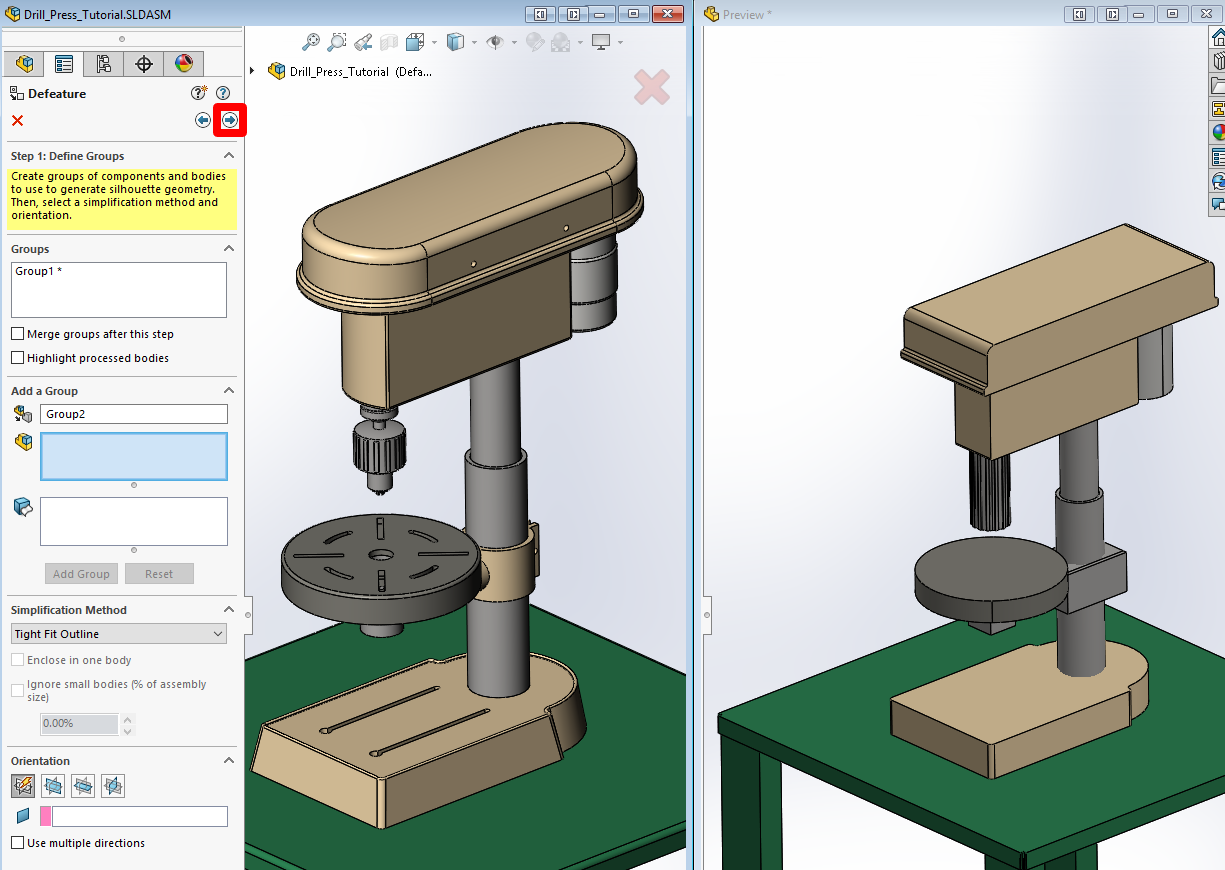 Drill_Press_Tutorial.SLDASM
Preview *
Drill_Press_Tutorial (Defa...
Defeature
Step 1: Define Groups
Create groups of components and bodies
to use to generate silhouette geometry.
Then, select a simplification method and
orientation.
Groups
Group1 *
Merge groups after this step
Highlight processed bodies
Add a Group
Group2
Add Group
Reset
Simplification Method
Tight Fit Outline
Enclose in one body
Ignore small bodies (% of assembly
size)
0.00%
Orientation
Use multiple directions